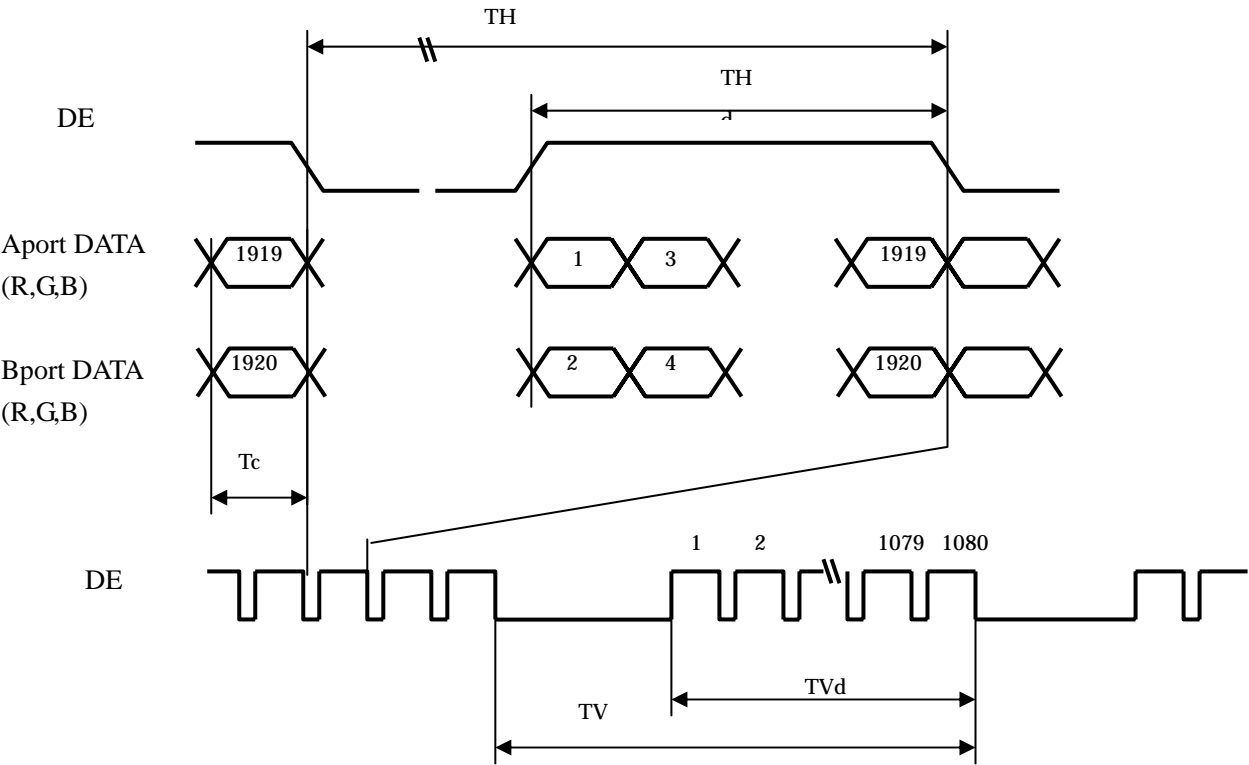 TH
TH
d
DE
Aport DATA
(R,G,B)
1919
1
3
1919
Bport DATA
(R,G,B)
1920
2
4
1920
Tc
1 2 1079 1080
DE
TVd
TV